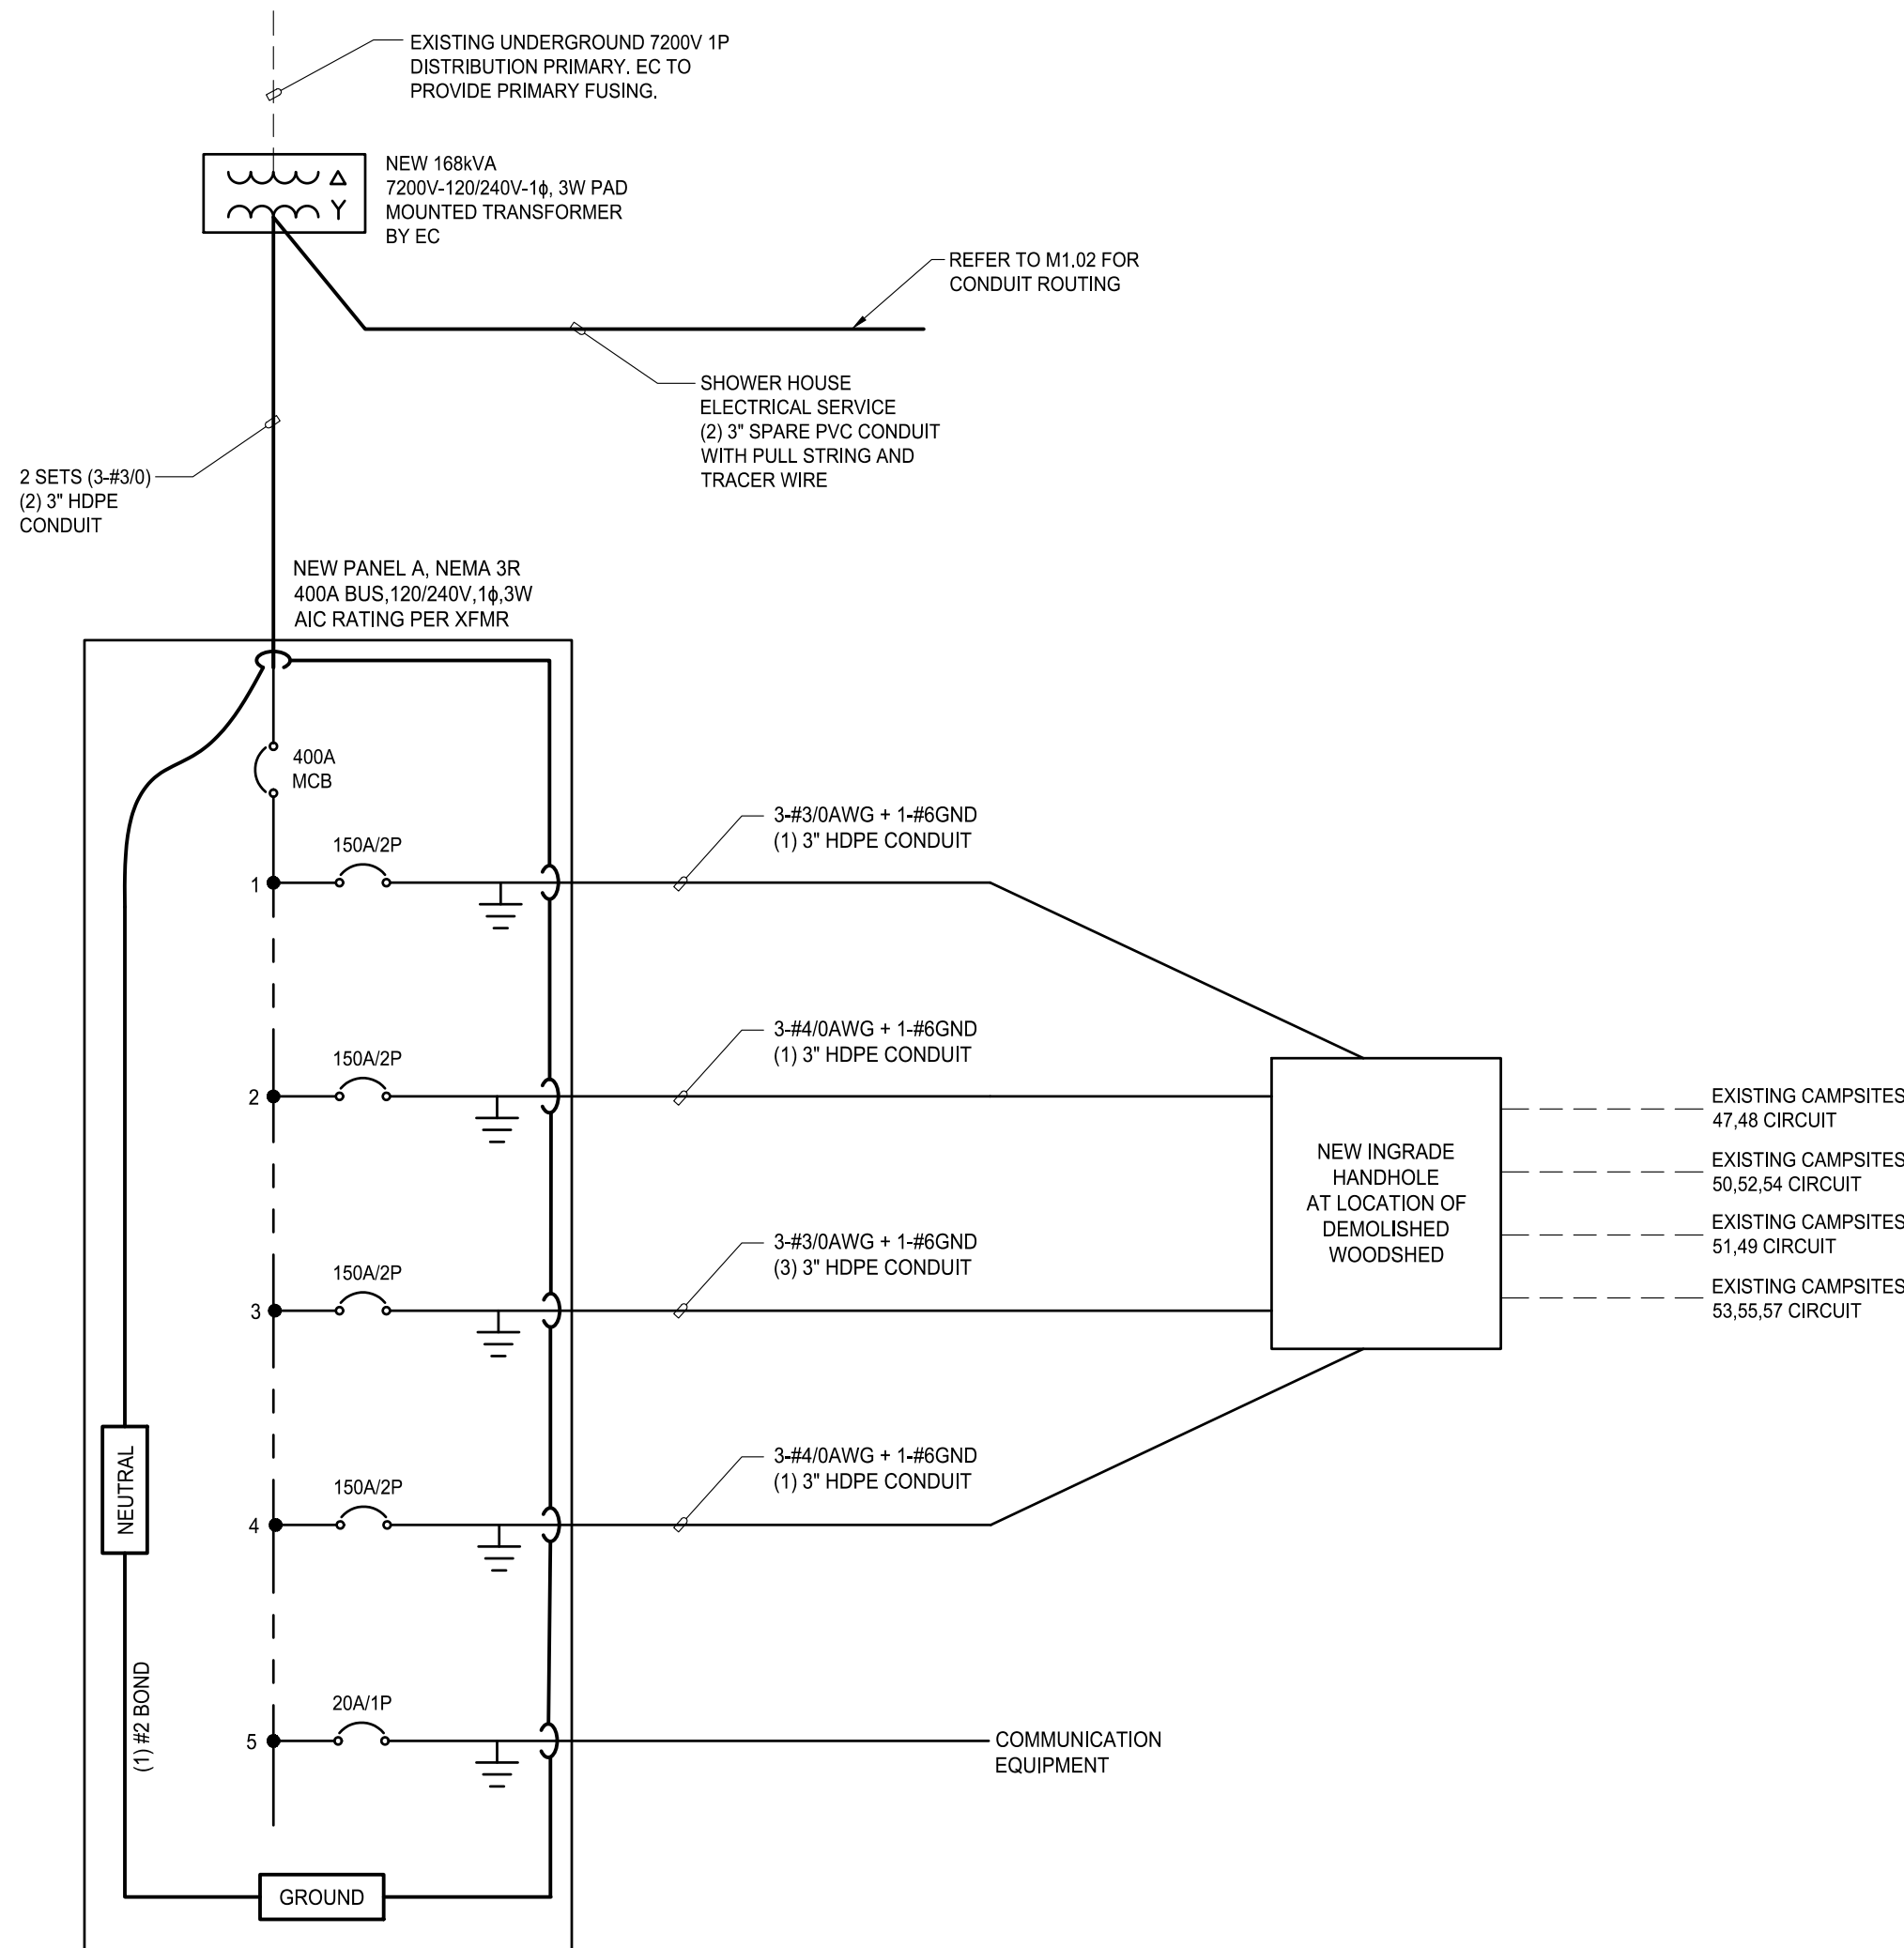 EXISTING UNDERGROUND 7200V 1P
DISTRIBUTION PRIMARY. EC TO
PROVIDE PRIMARY FUSING.
NEW 168kVA
7200V-120/240V-1ϕ, 3W PAD
MOUNTED TRANSFORMER
BY EC
REFER TO M1.02 FOR
CONDUIT ROUTING
SHOWER HOUSE
ELECTRICAL SERVICE
(2) 3" SPARE PVC CONDUIT
WITH PULL STRING AND
TRACER WIRE
2 SETS (3-#3/0)
(2) 3" HDPE
CONDUIT
NEW PANEL A, NEMA 3R
400A BUS,120/240V,1ϕ,3W
AIC RATING PER XFMR
400A
MCB
150A/2P
1
3-#3/0AWG + 1-#6GND
(1) 3" HDPE CONDUIT
150A/2P
2
3-#4/0AWG + 1-#6GND
(1) 3" HDPE CONDUIT
150A/2P
3
3-#3/0AWG + 1-#6GND
(3) 3" HDPE CONDUIT
150A/2P
4
3-#4/0AWG + 1-#6GND
(1) 3" HDPE CONDUIT
20A/1P
5
COMMUNICATION
EQUIPMENT
NEW INGRADE
HANDHOLE
AT LOCATION OF
DEMOLISHED
WOODSHED
EXISTING CAMPSITES
47,48 CIRCUIT
EXISTING CAMPSITES
50,52,54 CIRCUIT
EXISTING CAMPSITES
51,49 CIRCUIT
EXISTING CAMPSITES
53,55,57 CIRCUIT
NEUTRAL
(1) #2 BOND
GROUND